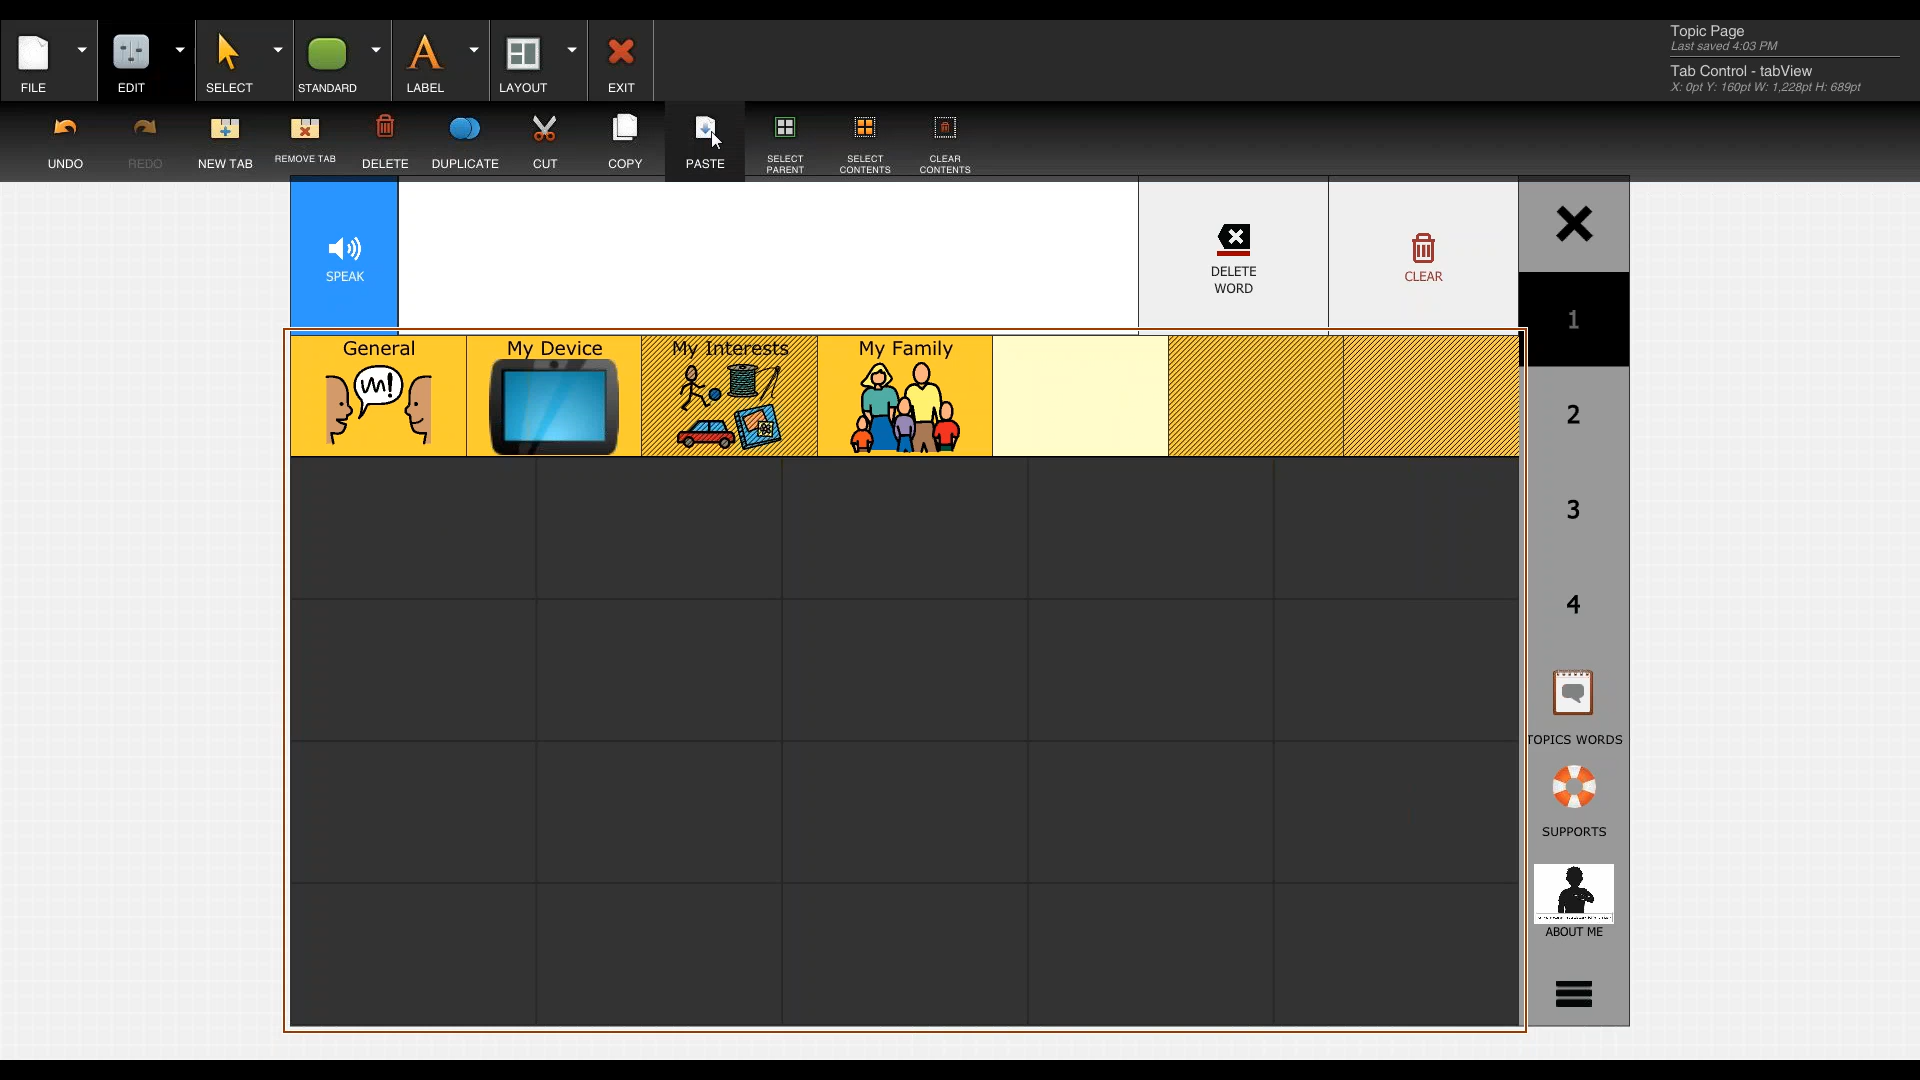 FILE
EDIT
SELECT
STANDARD
LABEL
LAYOUT
EXIT
Topic Page
Last saved 4:03 PM
Tab Control - tabView
X: 0pt Y: 160pt W: 1,228pt H: 689pt
UNDO
REDO
NEW TAB
REMOVE TAB
DELETE
DUPLICATE
CUT
COPY
PASTE
SELECT
PARENT
SELECT
CONTENTS
CLEAR
CONTENTS
SPEAK
DELETE
WORD
CLEAR
General
My Device
My Interests
My Family
1
2
3
4
TOPICS WORDS
SUPPORTS
ABOUT ME